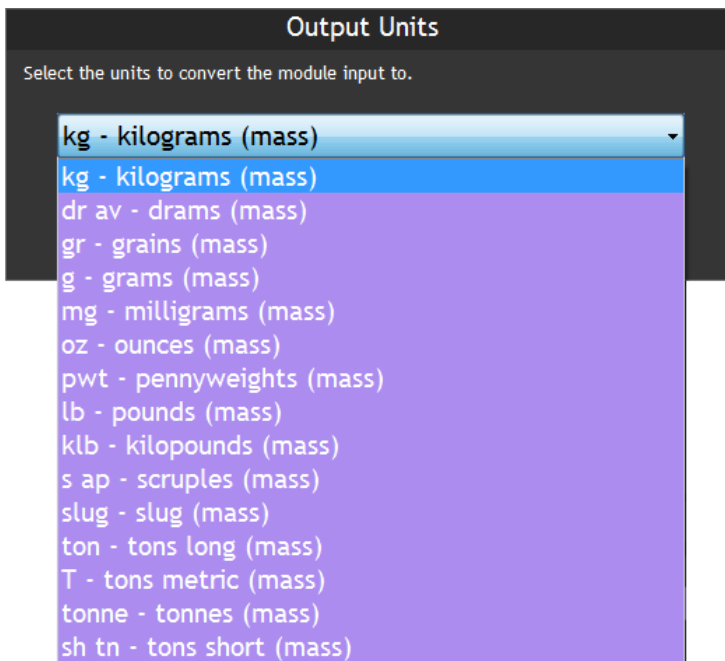 Output Units
Select the units to convert the module input to.
kg - kilograms (mass)
kg - kilograms (mass)
dr av - drams (mass)
gr - grains (mass)
g - grams (mass)
mg - milligrams (mass)
oz - ounces (mass)
pwt - pennyweights (mass)
lb - pounds (mass)
klb - kilopounds (mass)
s ap - scruples (mass)
slug - slug (mass)
ton - tons long (mass)
T - tons metric (mass)
tonne - tonnes (mass)
sh tn - tons short (mass)